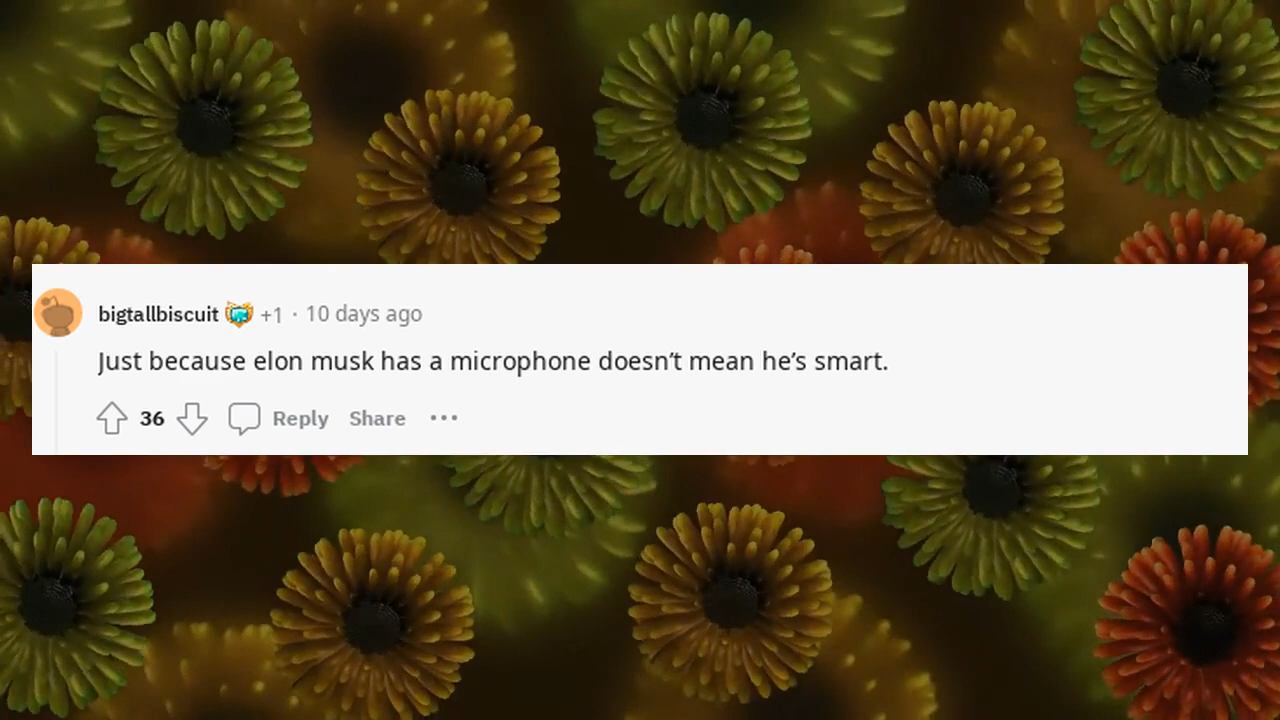 bigtallbiscuit +1 · 10 days ago
Just because elon musk has a microphone doesn’t mean he’s smart.
36 Reply Share ···